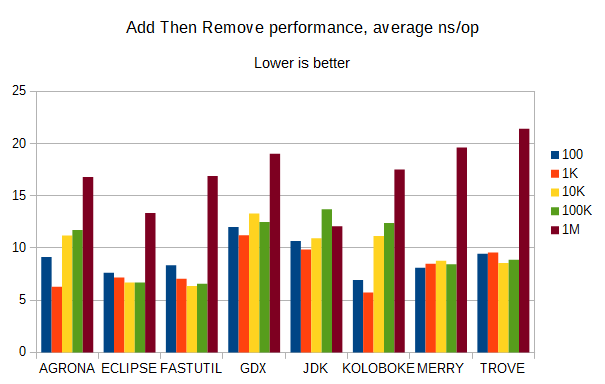 Add Then Remove performance, average ns/op
Lower is better
25
20
15
10
5
0
100
1K
10K
100K
1M
AGRONA ECLIPSE FASTUTIL GDX JDK KOLOBOKE MERRY TROVE